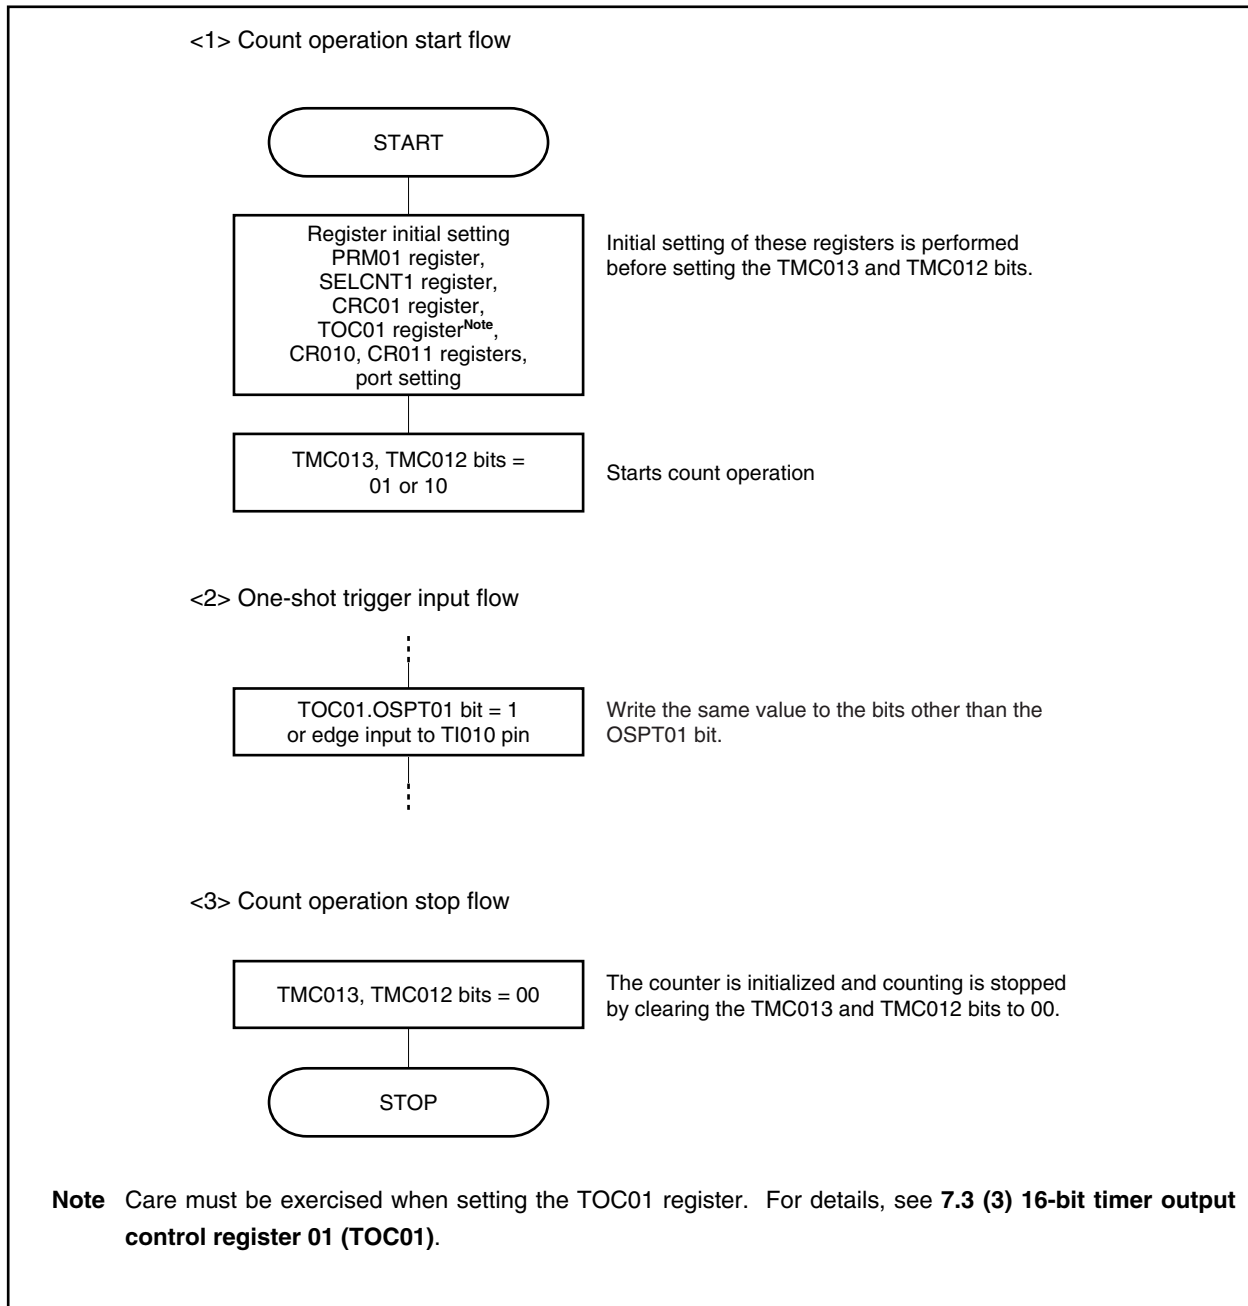 <1> Count operation start flow
START
Register initial setting
PRM01 register,
SELCNT1 register,
CRC01 register,
TOC01 registerNote,
CR010, CR011 registers,
port setting
Initial setting of these registers is performed
before setting the TMC013 and TMC012 bits.
TMC013, TMC012 bits =
01 or 10
Starts count operation
<2> One-shot trigger input flow
TOC01.OSPT01 bit = 1
or edge input to TI010 pin
Write the same value to the bits other than the
OSPT01 bit.
<3> Count operation stop flow
TMC013, TMC012 bits = 00
The counter is initialized and counting is stopped
by clearing the TMC013 and TMC012 bits to 00.
STOP
Note Care must be exercised when setting the TOC01 register. For details, see 7.3 (3) 16-bit timer output
control register 01 (TOC01).